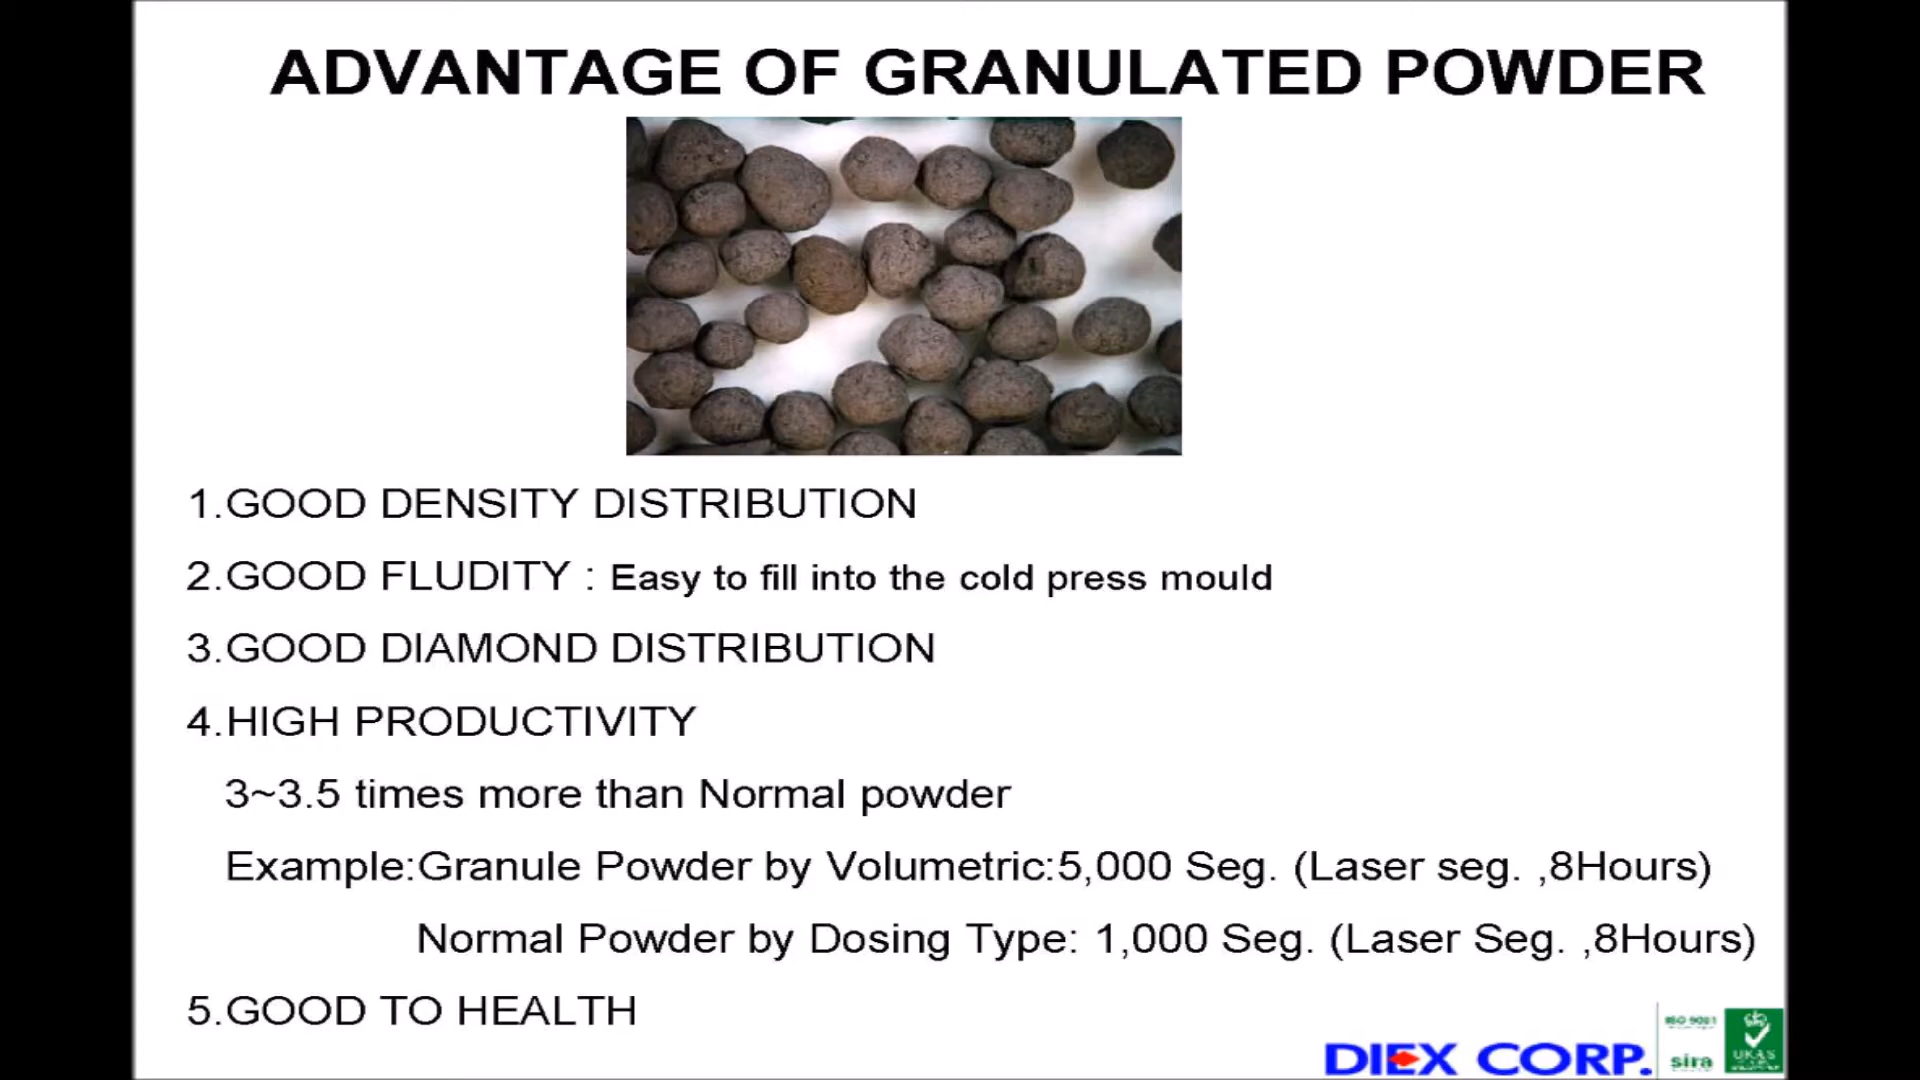 ADVANTAGE OF GRANULATED POWDER
1.GOOD DENSITY DISTRIBUTION
2.GOOD FLUDITY : Easy to fill into the cold press mould
3.GOOD DIAMOND DISTRIBUTION
4.HIGH PRODUCTIVITY
3~3.5 times more than Normal powder
Example:Granule Powder by Volumetric:5,000 Seg. (Laser seg. ,8Hours)
Normal Powder by Dosing Type: 1,000 Seg. (Laser Seg. ,8Hours)
5.GOOD TO HEALTH
DIEX CORP.
ISO 9001
sira
UKAS